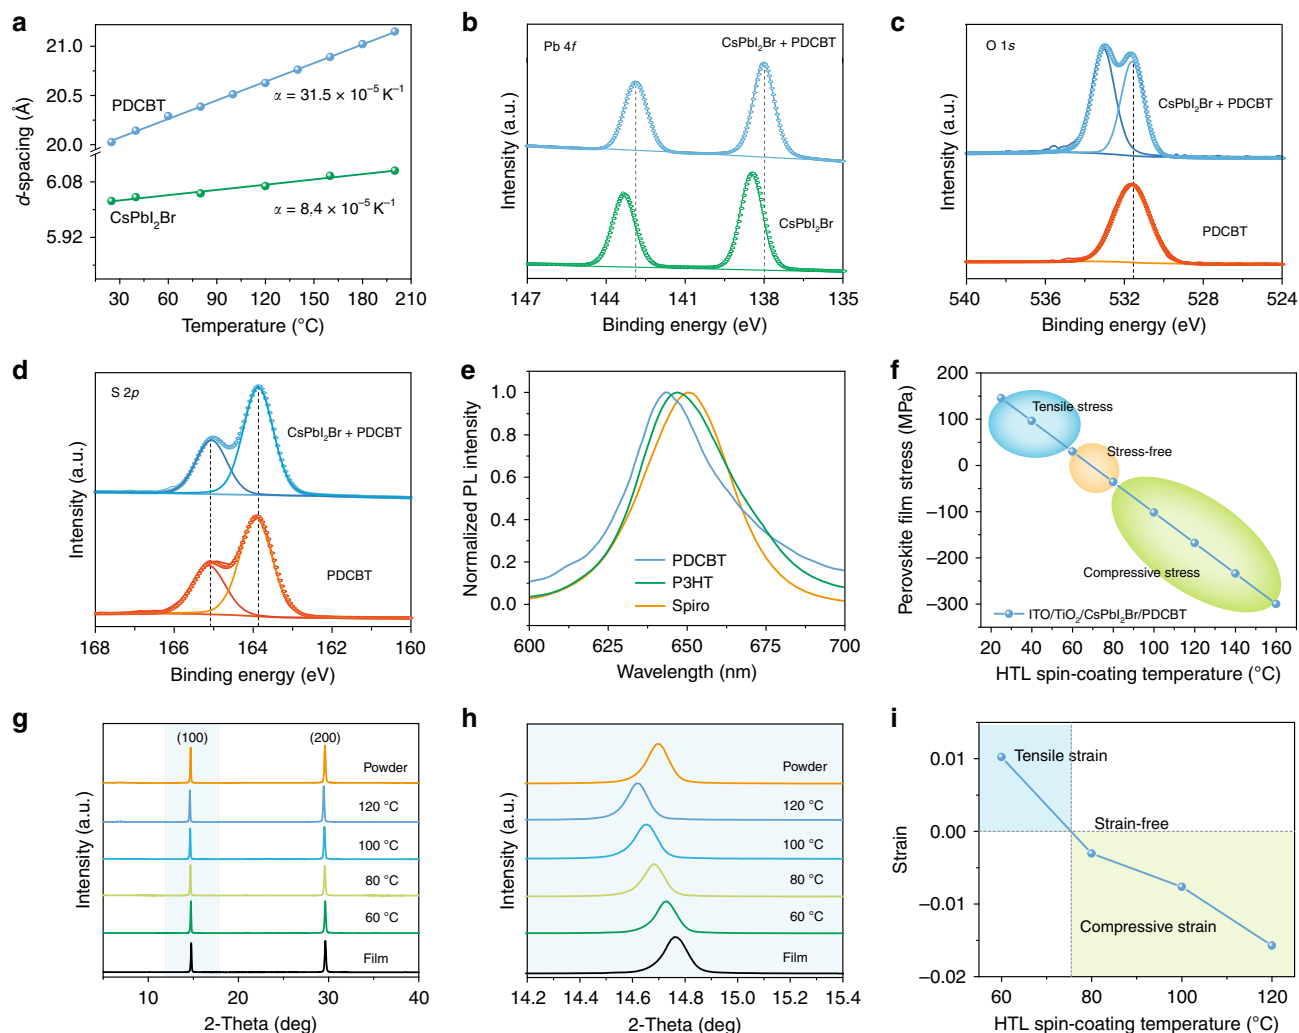 a
d-spacing (Å)
21.0
20.5
20.0
6.08
5.92
PDCBT
α = 31.5 × 10⁻⁵ K⁻¹
CsPbI₂Br
α = 8.4 × 10⁻⁵ K⁻¹
30 60 90 120 150 180 210
Temperature (°C)
b
Pb 4f
CsPbI₂Br + PDCBT
CsPbI₂Br
Intensity (a.u.)
147 144 141 138 135
Binding energy (eV)
c
O 1s
CsPbI₂Br + PDCBT
PDCBT
Intensity (a.u.)
540 536 532 528 524
Binding energy (eV)
d
S 2p
CsPbI₂Br + PDCBT
PDCBT
Intensity (a.u.)
168 166 164 162 160
Binding energy (eV)
e
Normalized PL intensity
1.0
0.8
0.6
0.4
0.2
0.0
PDCBT
P3HT
Spiro
600 625 650 675 700
Wavelength (nm)
f
Perovskite film stress (MPa)
200
100
0
−100
−200
−300
Tensile stress
Stress-free
Compressive stress
ITO/TiO₂/CsPbI₂Br/PDCBT
20 40 60 80 100 120 140 160
HTL spin-coating temperature (°C)
g
(100) (200)
Powder
120 °C
100 °C
80 °C
60 °C
Film
Intensity (a.u.)
10 20 30 40
2-Theta (deg)
h
Powder
120 °C
100 °C
80 °C
60 °C
Film
Intensity (a.u.)
14.2 14.4 14.6 14.8 15.0 15.2 15.4
2-Theta (deg)
i
Strain
0.01
0.00
−0.01
−0.02
Tensile strain
Strain-free
Compressive strain
60 80 100 120
HTL spin-coating temperature (°C)